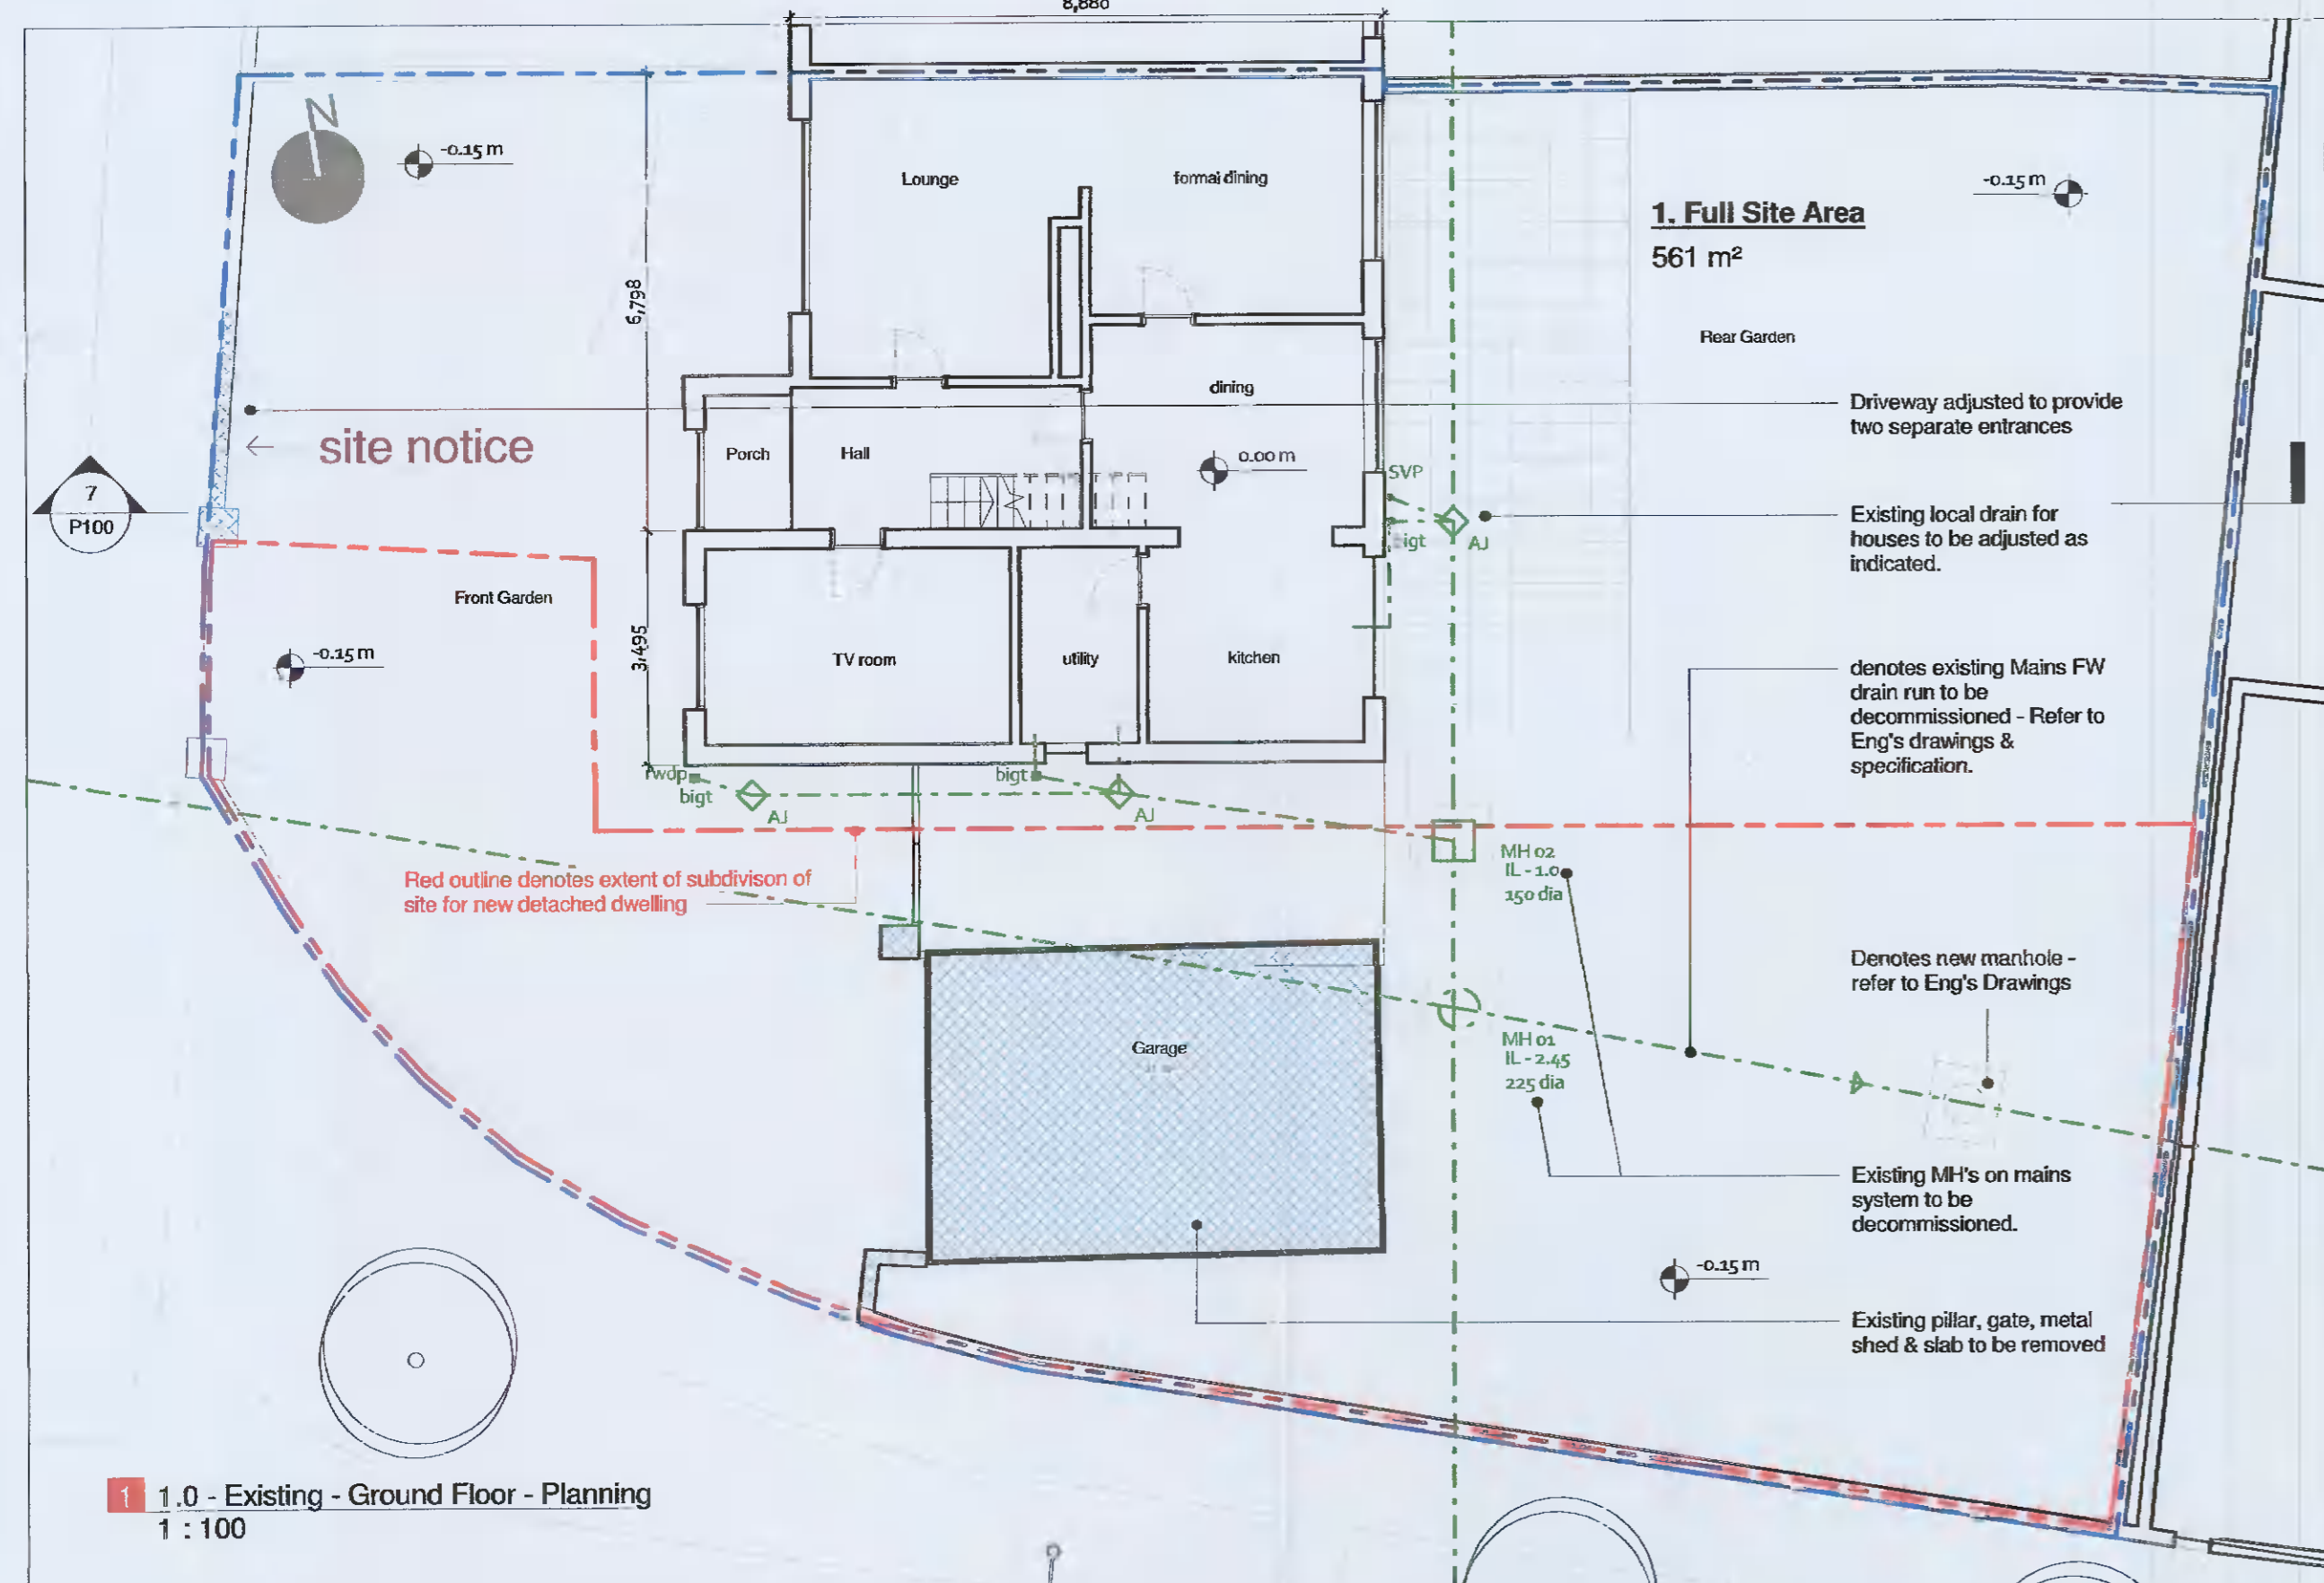 8,880
N
-0.15 m
Lounge
formal dining
-0.15 m
1. Full Site Area
561 m²
6,798
Rear Garden
dining
Driveway adjusted to provide
two separate entrances
site notice
Porch
Hall
0.00 m
SVP
7
P100
Existing local drain for
houses to be adjusted as
indicated.
bigt
AJ
Front Garden
-0.15 m
3,495
TV room
utility
kitchen
denotes existing Mains FW
drain run to be
decommissioned - Refer to
Eng's drawings &
specification.
rwdp
bigt
bigt
AJ
AJ
MH 02
IL - 1.0
150 dia
Red outline denotes extent of subdivison of
site for new detached dwelling
Denotes new manhole -
refer to Eng's Drawings
Garage
MH 01
IL - 2.45
225 dia
Existing MH's on mains
system to be
decommissioned.
-0.15 m
Existing pillar, gate, metal
shed & slab to be removed
1 1.0 - Existing - Ground Floor - Planning
1 : 100